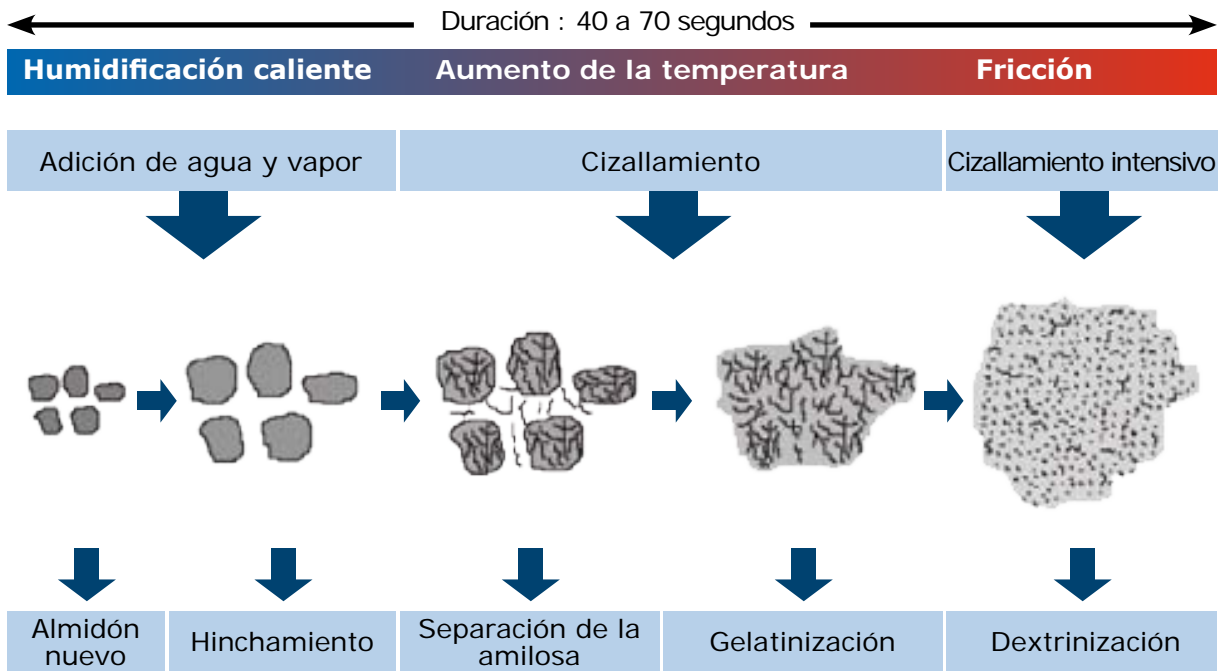 Duración : 40 a 70 segundos
Humidificación caliente
Aumento de la temperatura
Fricción
Adición de agua y vapor
Cizallamiento
Cizallamiento intensivo
Almidón
nuevo
Hinchamiento
Separación de la
amilosa
Gelatinización
Dextrinización